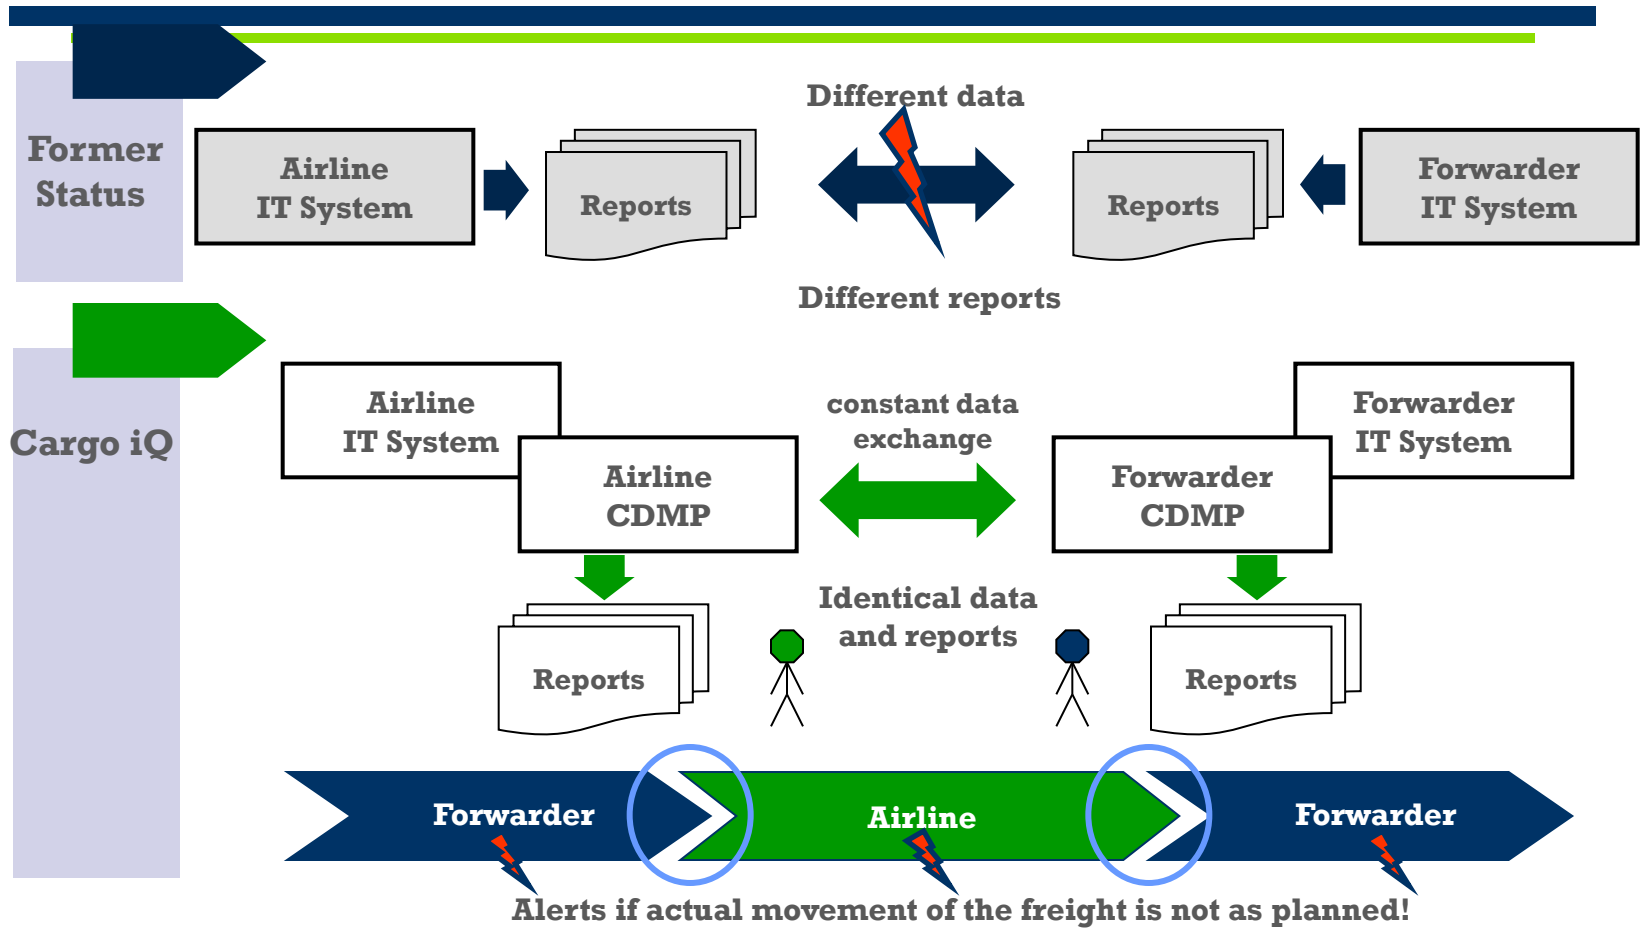 Different data
Former
Status
Airline
IT System
Reports
Reports
Forwarder
IT System
Different reports
Cargo iQ
Airline
IT System
constant data
exchange
Forwarder
IT System
Airline
CDMP
Forwarder
CDMP
Identical data
and reports
Reports
Reports
Forwarder
Airline
Forwarder
Alerts if actual movement of the freight is not as planned!